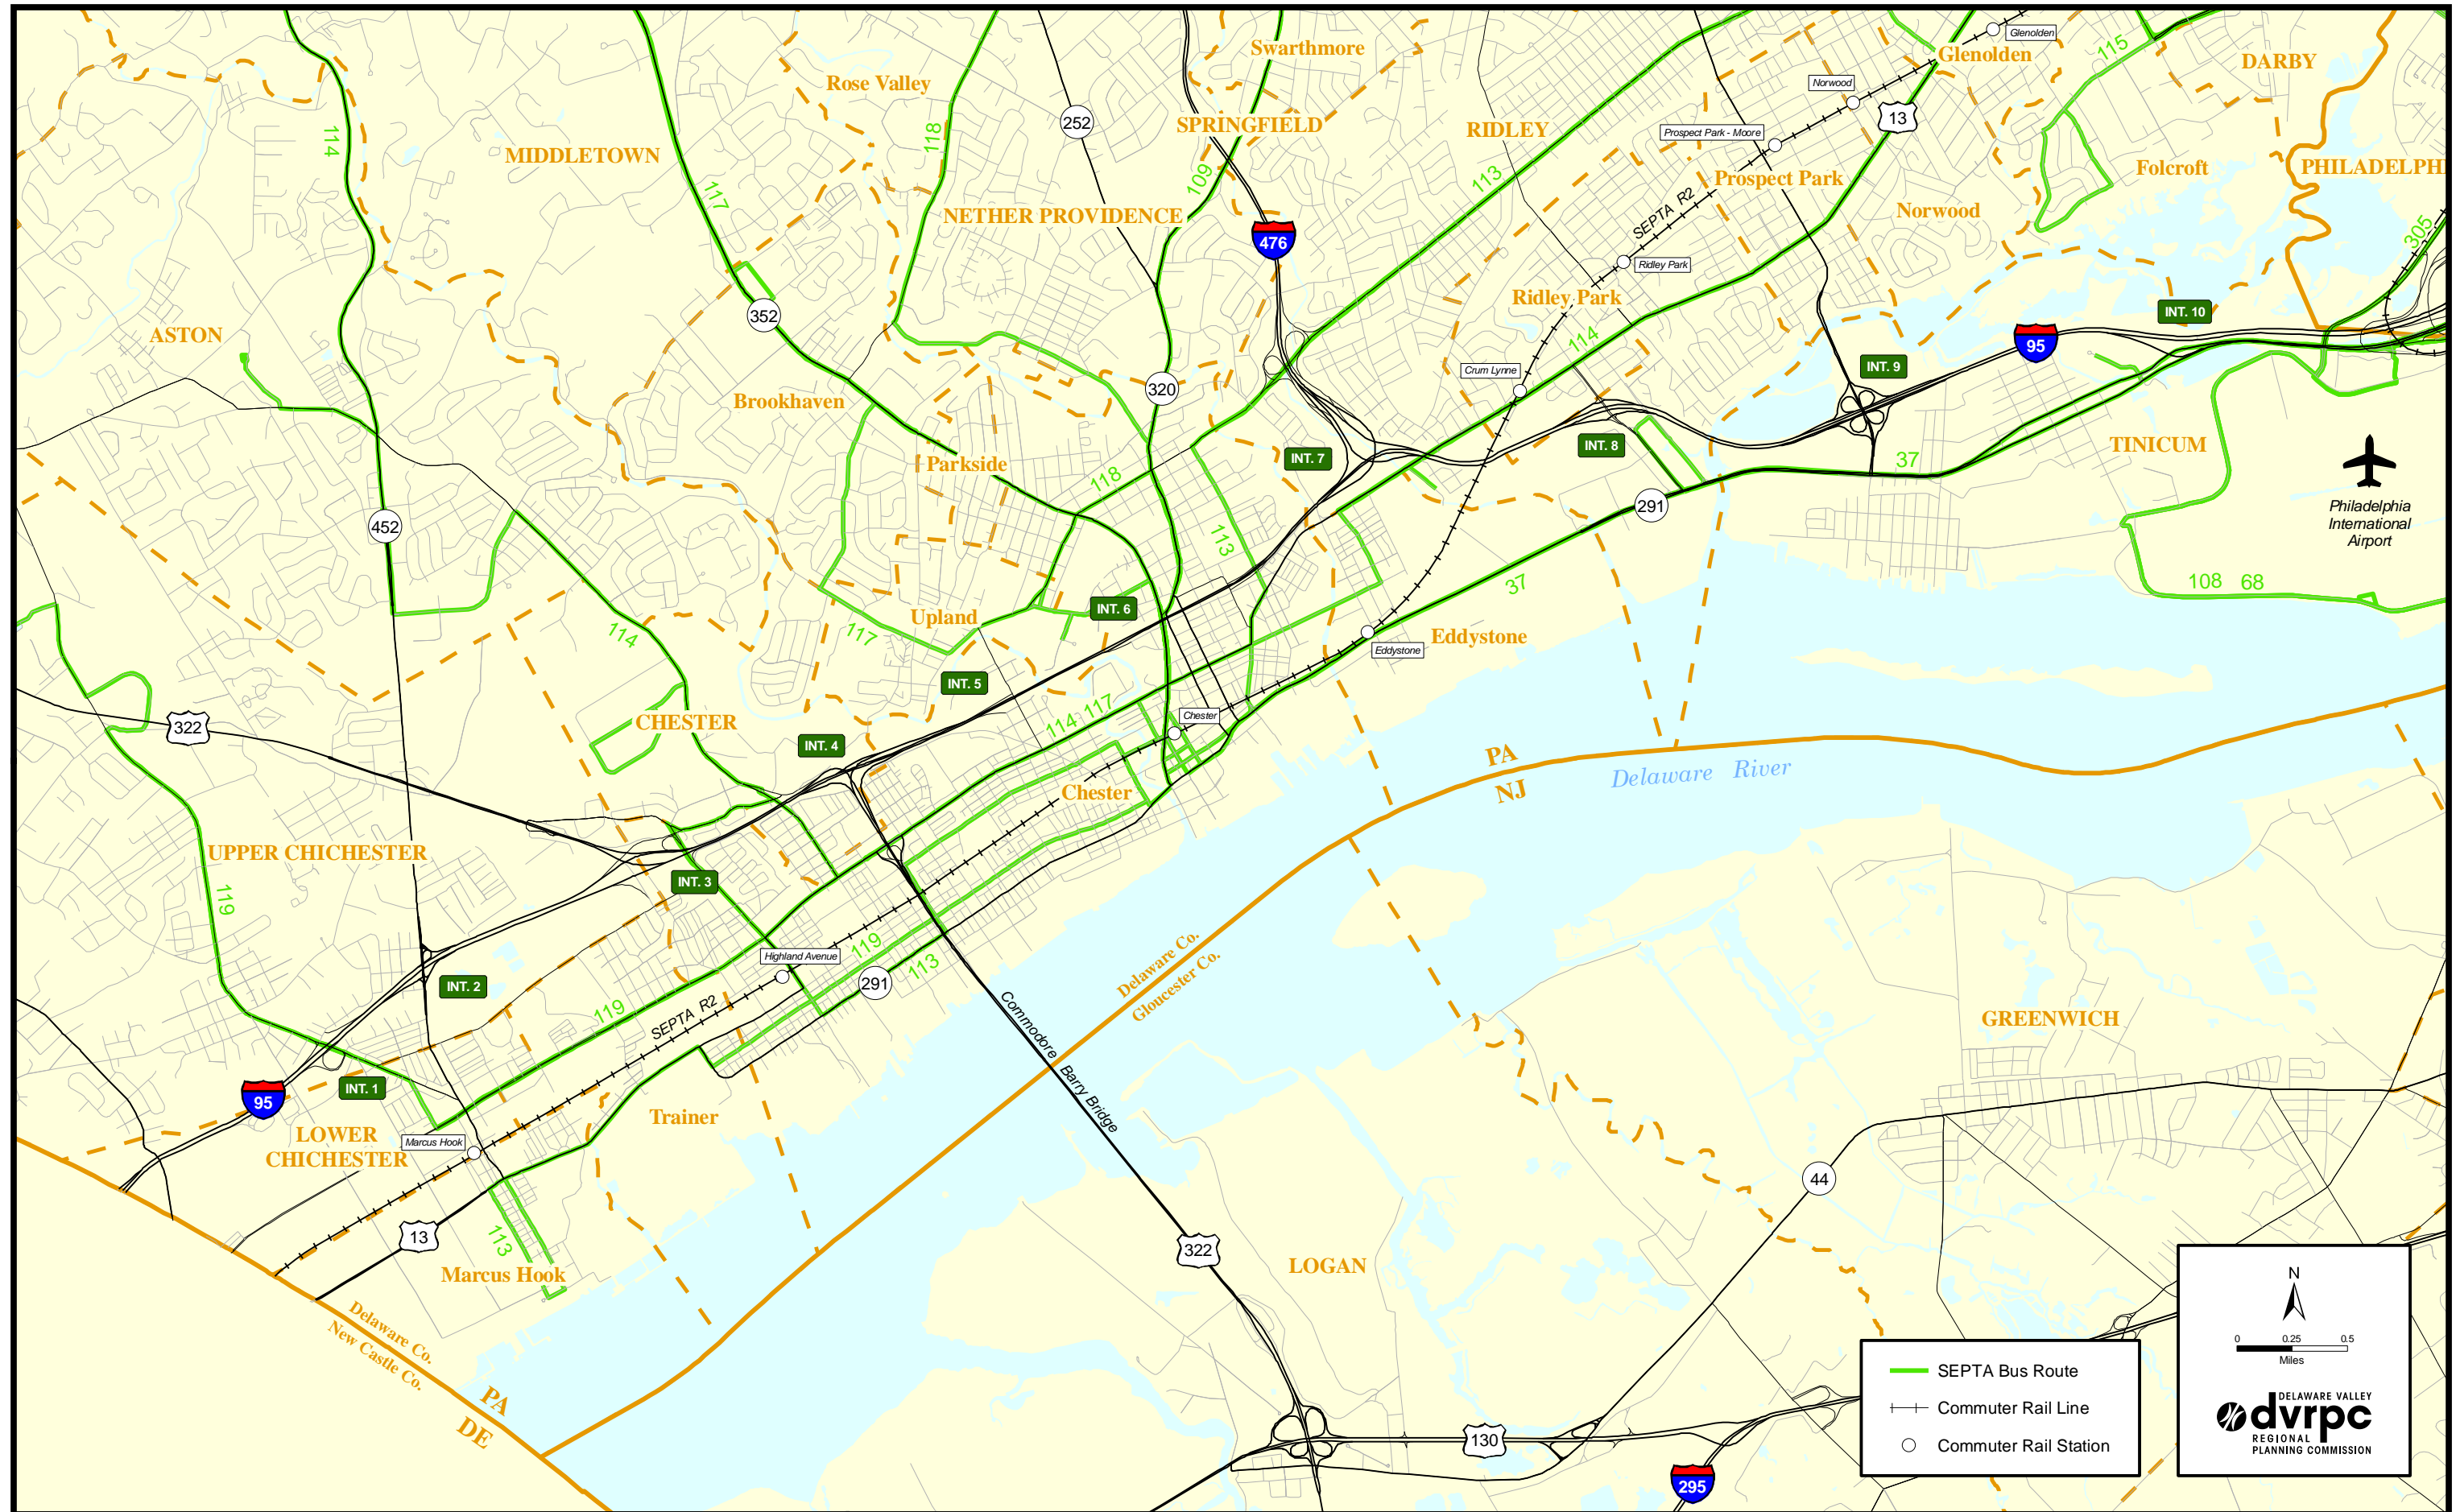 Swarthmore
Glenolden
Glenolden
115
DARBY
Rose Valley
Norwood
252
SPRINGFIELD
RIDLEY
Prospect Park - Moore
13
114
118
MIDDLETOWN
PHILADELPHI
Folcroft
109
113
Prospect Park
117
NETHER PROVIDENCE
SEPTA R2
Norwood
476
305
Ridley Park
Ridley Park
352
INT. 10
ASTON
114
95
Crum Lynne
INT. 9
320
Brookhaven
INT. 8
TINICUM
Parkside
INT. 7
37
118
291
Philadelphia
International
Airport
452
113
37
108 68
INT. 6
Upland
114
117
Eddystone
Eddystone
INT. 5
CHESTER
322
114 117
Chester
INT. 4
PA
NJ
Delaware River
Chester
UPPER CHICHESTER
INT. 3
119
119
Highland Avenue
113
291
Delaware Co.
Gloucester Co.
INT. 2
119
SEPTA R2
Commodore Barry Bridge
GREENWICH
INT. 1
95
Trainer
LOWER
CHICHESTER
Marcus Hook
44
13
113
322
LOGAN
Marcus Hook
Delaware Co.
New Castle Co.
PA
DE
130
295
SEPTA Bus Route
Commuter Rail Line
Commuter Rail Station
N
0 0.25 0.5
Miles
DELAWARE VALLEY
dvrpc
REGIONAL
PLANNING COMMISSION